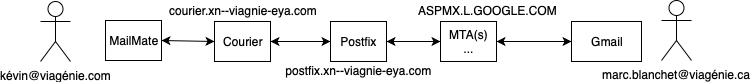 courier.xn--viagnie-eya.com
ASPMX.L.GOOGLE.COM
MailMate
Courier
Postfix
MTA(s)
...
Gmail
kévin@viagénie.com
postfix.xn--viagnie-eya.com
marc.blanchet@viagénie.ca